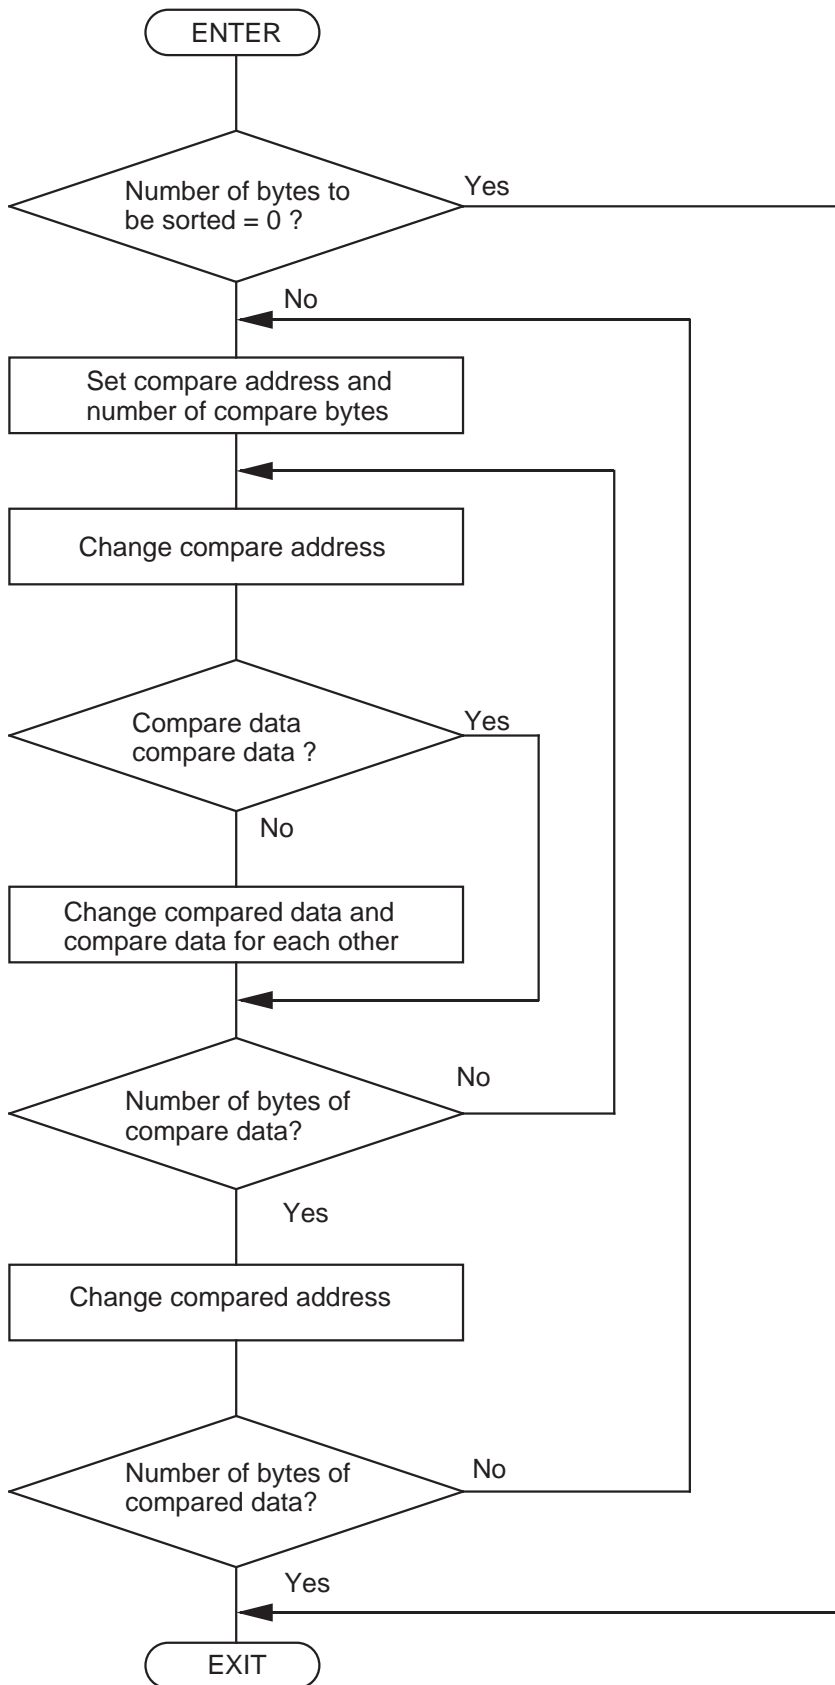 ENTER
Number of bytes to
be sorted = 0 ?
Yes
No
Set compare address and
number of compare bytes
Change compare address
Compare data
compare data ?
Yes
No
Change compared data and
compare data for each other
Number of bytes of
compare data?
No
Yes
Change compared address
Number of bytes of
compared data?
No
Yes
EXIT